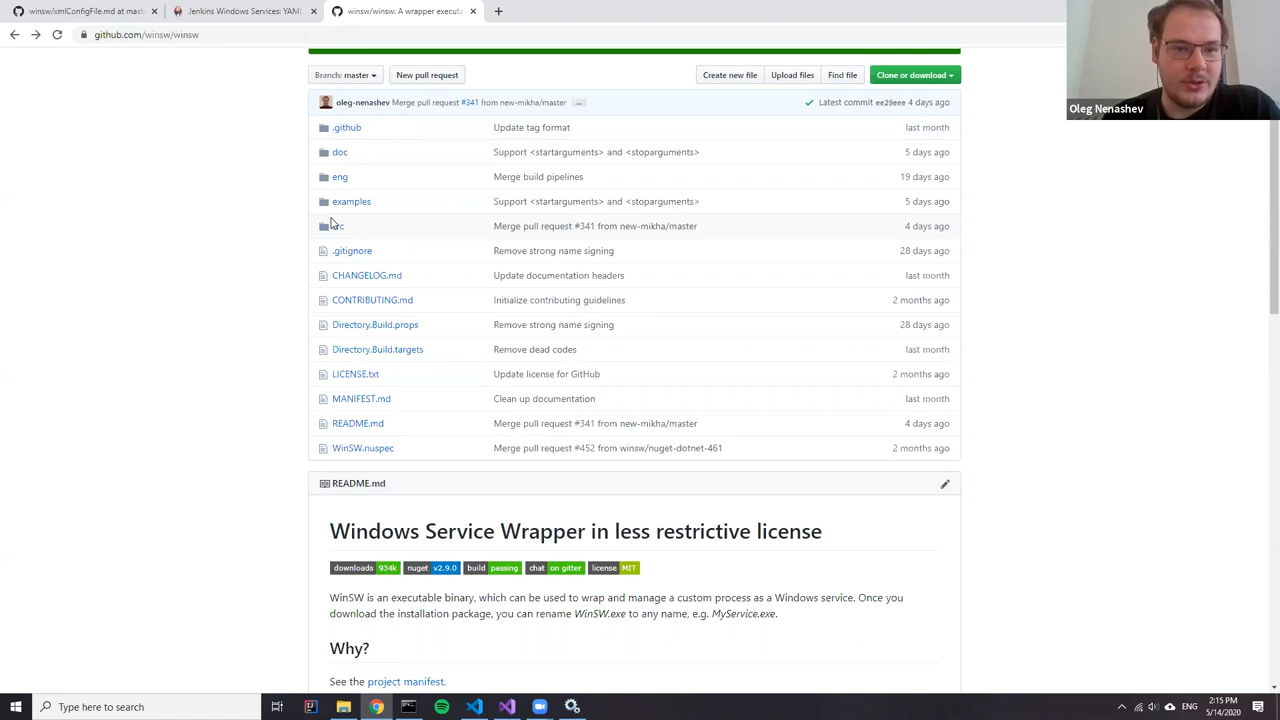 winsw/xmlConfigFile.md at mast
Jenkins Windows Services: YAML
winsw/winsw: A wrapper executa
github.com/winsw/winsw
Oleg Nenashev
Branch: master
New pull request
Create new file
Upload files
Find file
Clone or download
oleg-nenashev Merge pull request #341 from new-mikha/master ...
Latest commit ee29eee 4 days ago
.github Update tag format last month
doc Support <startarguments> and <stoparguments> 5 days ago
eng Merge build pipelines 19 days ago
examples Support <startarguments> and <stoparguments> 5 days ago
Merge pull request #341 from new-mikha/master 4 days ago
.gitignore Remove strong name signing 28 days ago
CHANGELOG.md Update documentation headers last month
CONTRIBUTING.md Initialize contributing guidelines 2 months ago
Directory.Build.props Remove strong name signing 28 days ago
Directory.Build.targets Remove dead codes last month
LICENSE.txt Update license for GitHub 2 months ago
MANIFEST.md Clean up documentation last month
README.md Merge pull request #341 from new-mikha/master 4 days ago
WinSW.nuspec Merge pull request #452 from winsw/nuget-dotnet-461 2 months ago
README.md
Windows Service Wrapper in less restrictive license
downloads 934k nuget v2.9.0 build passing chat on gitter license MIT
WinSW is an executable binary, which can be used to wrap and manage a custom process as a Windows service. Once you
download the installation package, you can rename WinSW.exe to any name, e.g. MyService.exe.
Why?
See the project manifest.
Type here to search
ENG
2:15 PM
5/14/2020